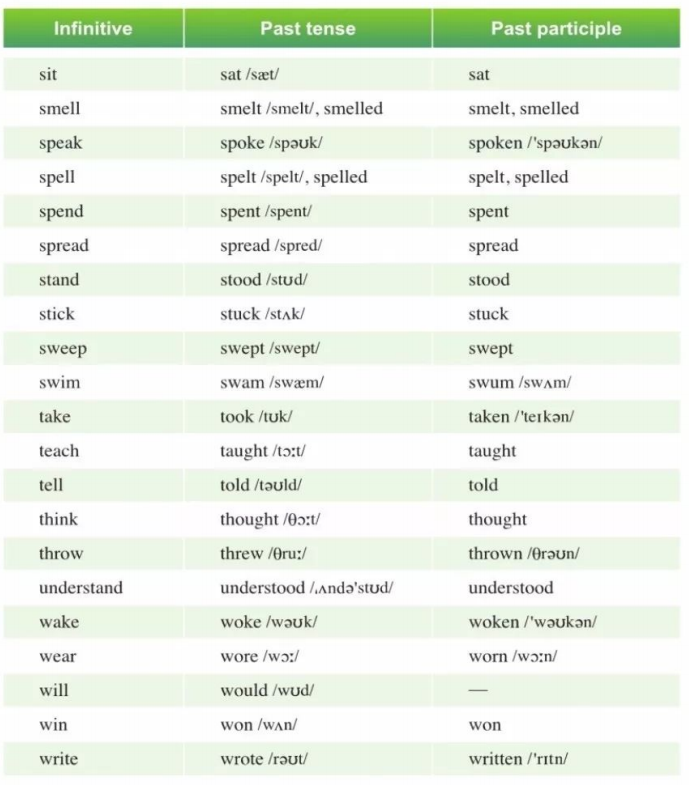 Infinitive Past tense Past participle
sit sat /sæt/ sat
smell smelt /smelt/, smelled smelt, smelled
speak spoke /spəʊk/ spoken /'spəʊkən/
spell spelt /spelt/, spelled spelt, spelled
spend spent /spent/ spent
spread spread /spred/ spread
stand stood /stʊd/ stood
stick stuck /stʌk/ stuck
sweep swept /swept/ swept
swim swam /swæm/ swum /swʌm/
take took /tʊk/ taken /'teɪkən/
teach taught /tɔːt/ taught
tell told /təʊld/ told
think thought /θɔːt/ thought
throw threw /θruː/ thrown /θrəʊn/
understand understood /ˌʌndə'stʊd/ understood
wake woke /wəʊk/ woken /'wəʊkən/
wear wore /wɔː/ worn /wɔːn/
will would /wʊd/ —
win won /wʌn/ won
write wrote /rəʊt/ written /'rɪtn/